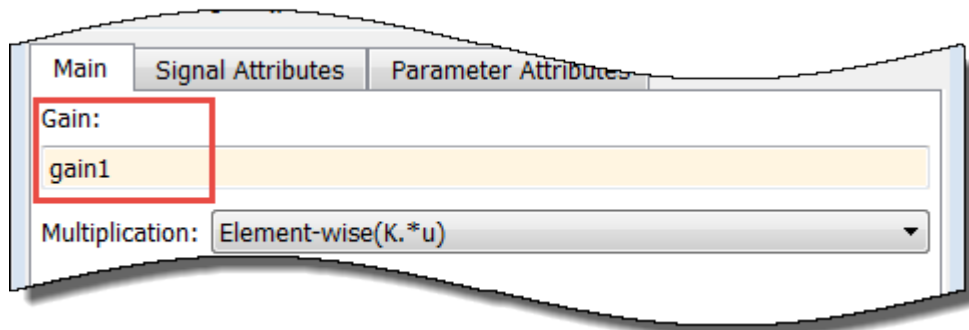 Main Signal Attributes Parameter Attributes
Gain:
gain1
Multiplication: Element-wise(K.*u)